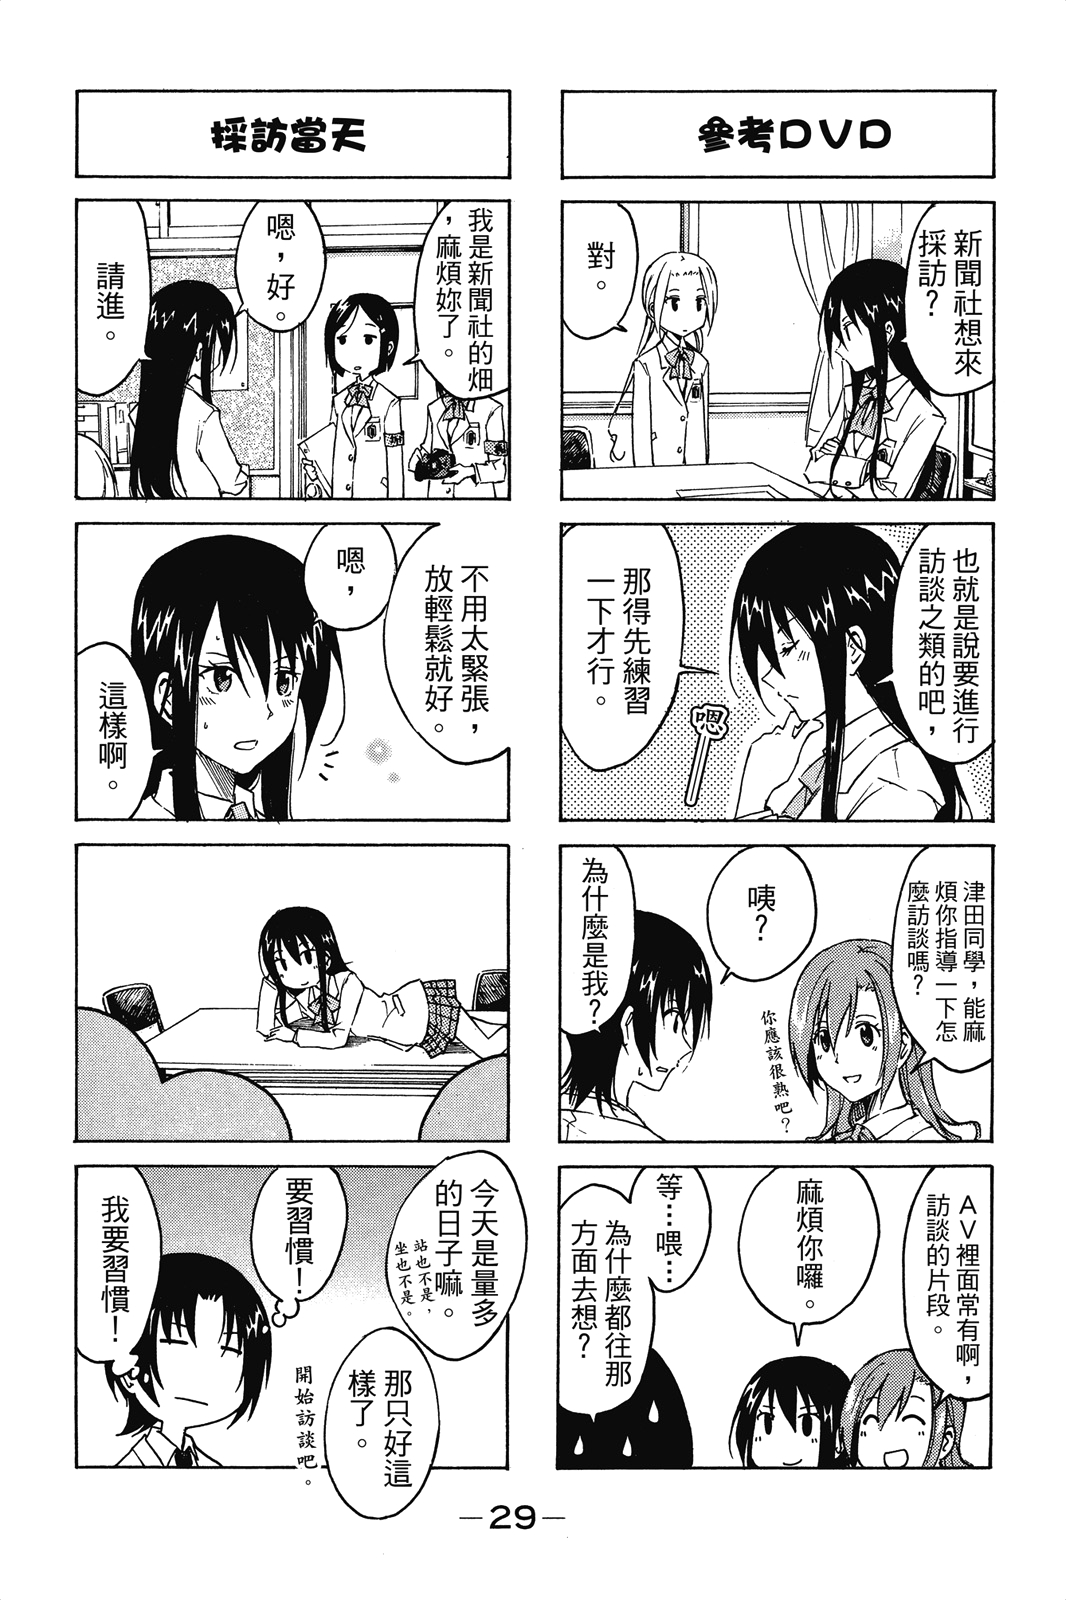 參考DVD
新聞社想來
採訪？
對。
也就是說要進行
訪談之類的吧，
那得先練習
一下才行。
嗯
津田同學，能麻
煩你指導一下怎
麼訪談嗎？
咦？
你應該很熟吧？
為什麼是我？
AV裡面常有啊，
訪談的片段。
麻煩你囉。
等…喂…
為什麼都往那
方面去想？
採訪當天
我是新聞社的畑
，麻煩妳了。
嗯，好。
請進。
不用太緊張，
放輕鬆就好。
嗯，
這樣啊。
今天是量多
的日子嘛。
站也不是，
坐也不是。
那只好這
樣了。
開始訪談吧。
要習慣！
我要習慣！
29